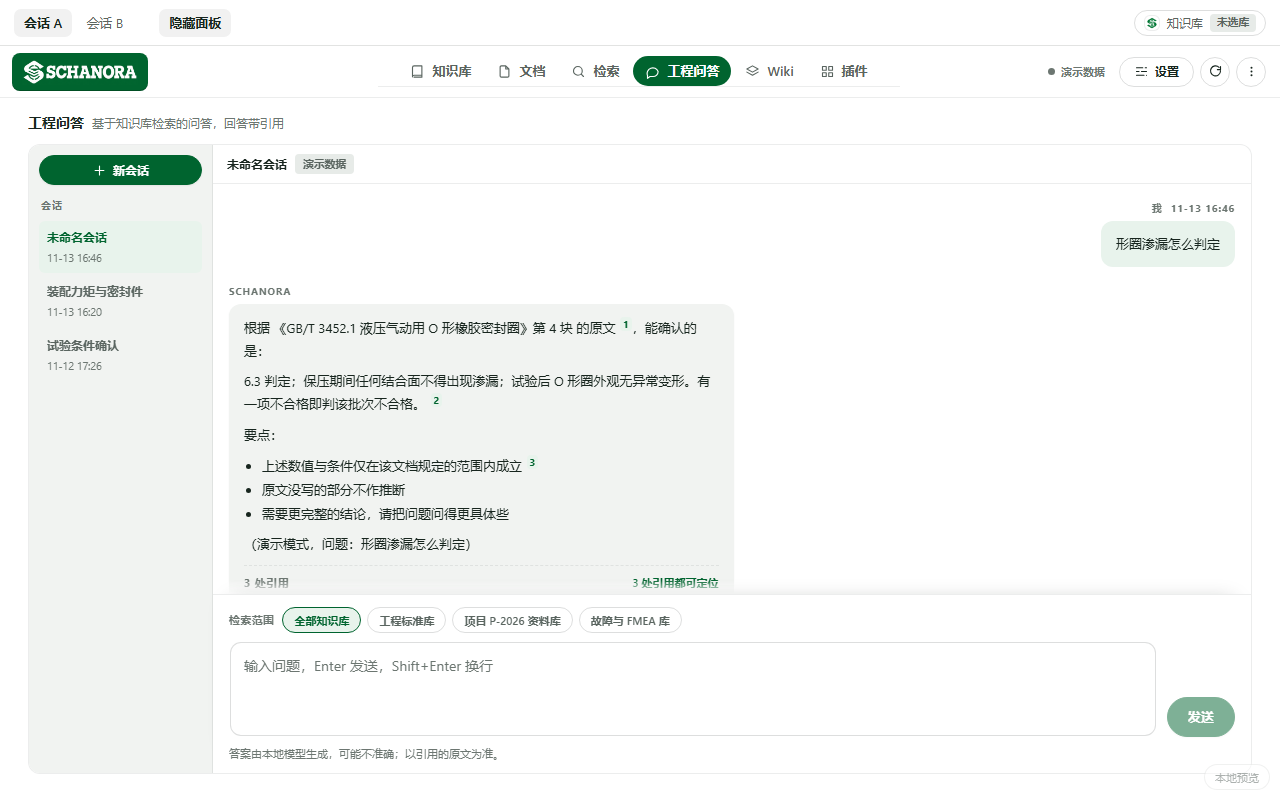 会话 A 会话 B 隐藏面板 知识库 未选库
SCHANORA 知识库 文档 检索 工程问答 Wiki 插件 演示数据 设置
工程问答 基于知识库检索的问答，回答带引用
新会话
会话
未命名会话
11-13 16:46
装配力矩与密封件
11-13 16:20
试验条件确认
11-12 17:26
未命名会话 演示数据
我 11-13 16:46
形圈渗漏怎么判定
SCHANORA
根据《GB/T 3452.1 液压气动用 O 形橡胶密封圈》第 4 块 的原文 1，能确认的
是：
6.3 判定；保压期间任何结合面不得出现渗漏；试验后 O 形圈外观无异常变形。有
一项不合格即判该批次不合格。 2
要点：
上述数值与条件仅在该文档规定的范围内成立 3
原文没写的部分不作推断
需要更完整的结论，请把问题问得更具体些
（演示模式，问题：形圈渗漏怎么判定）
3 处引用 3 处引用都可定位
检索范围 全部知识库 工程标准库 项目 P-2026 资料库 故障与 FMEA 库
输入问题，Enter 发送，Shift+Enter 换行
发送
答案由本地模型生成，可能不准确；以引用的原文为准。
本地预览